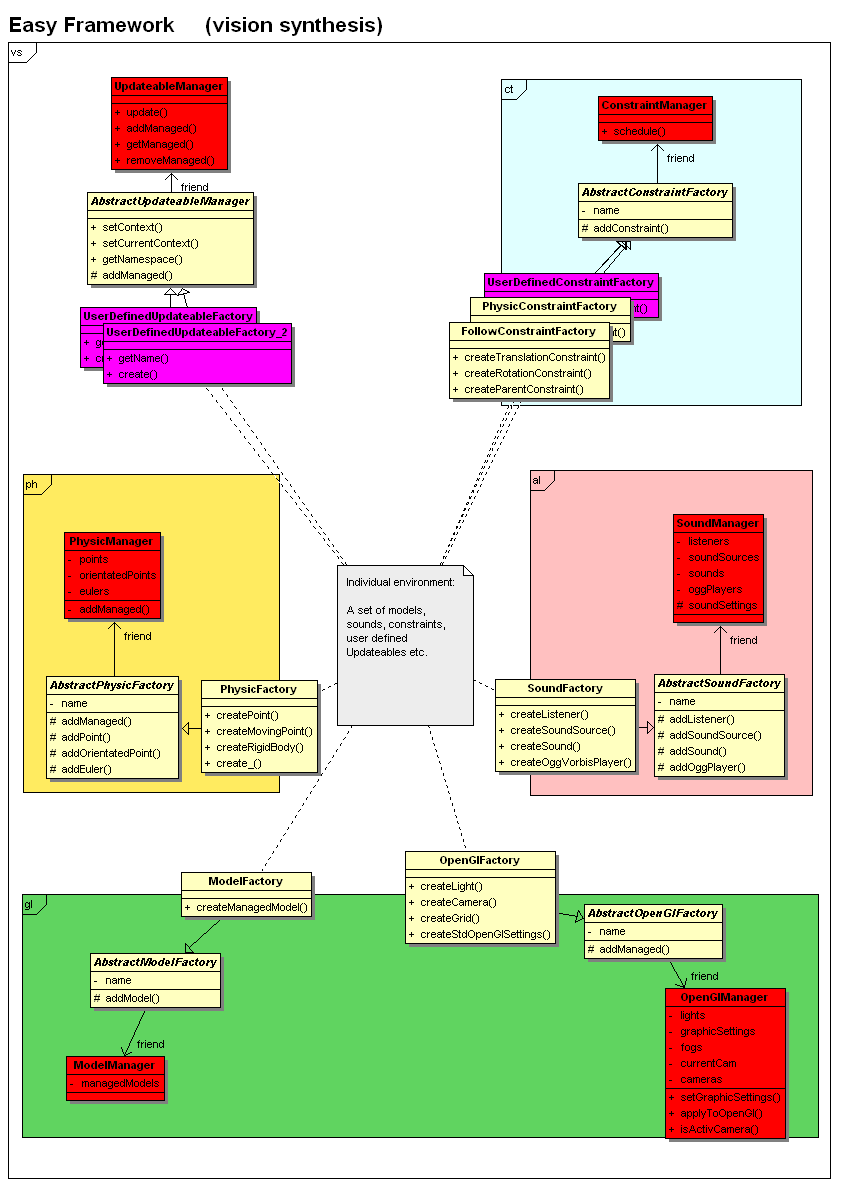 Easy Framework (vision synthesis)
vs
UpdateableManager
+ update()
+ addManaged()
+ getManaged()
+ removeManaged()
friend
AbstractUpdateableManager
+ setContext()
+ setCurrentContext()
+ getNamespace()
# addManaged()
UserDefinedUpdateableFactory
UserDefinedUpdateableFactory_2
+ getName()
+ create()
ct
ConstraintManager
+ schedule()
friend
AbstractConstraintFactory
- name
# addConstraint()
UserDefinedConstraintFactory
PhysicConstraintFactory
FollowConstraintFactory
+ createTranslationConstraint()
+ createRotationConstraint()
+ createParentConstraint()
ph
PhysicManager
- points
- orientatedPoints
- eulers
- addManaged()
friend
AbstractPhysicFactory
- name
# addManaged()
# addPoint()
# addOrientatedPoint()
# addEuler()
PhysicFactory
+ createPoint()
+ createMovingPoint()
+ createRigidBody()
+ create_()
Individual environment:
A set of models,
sounds, constraints,
user defined
Updateables etc.
al
SoundManager
- listeners
- soundSources
- sounds
- oggPlayers
# soundSettings
friend
SoundFactory
+ createListener()
+ createSoundSource()
+ createSound()
+ createOggVorbisPlayer()
AbstractSoundFactory
- name
# addListener()
# addSoundSource()
# addSound()
# addOggPlayer()
gl
ModelFactory
+ createManagedModel()
AbstractModelFactory
- name
# addModel()
friend
ModelManager
- managedModels
OpenGlFactory
+ createLight()
+ createCamera()
+ createGrid()
+ createStdOpenGlSettings()
AbstractOpenGlFactory
- name
# addManaged()
friend
OpenGlManager
- lights
- graphicSettings
- fogs
- currentCam
- cameras
+ setGraphicSettings()
+ applyToOpenGl()
+ isActivCamera()